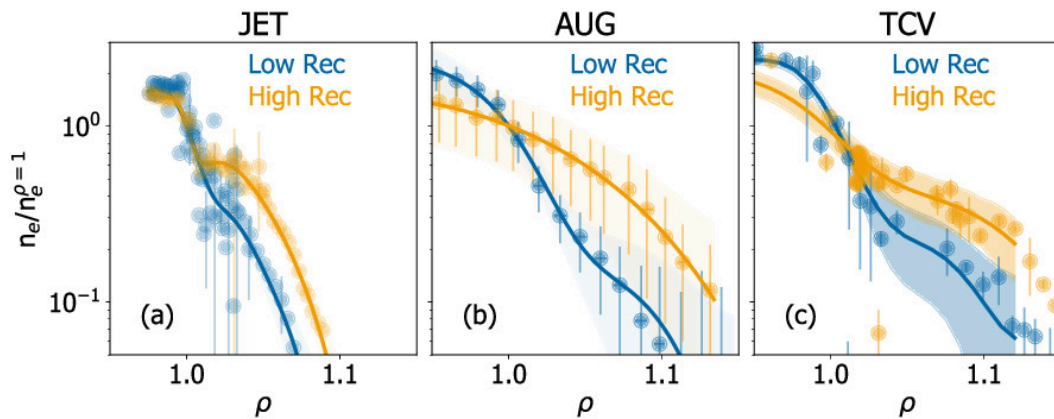 JET
AUG
TCV
Low Rec
High Rec
Low Rec
High Rec
Low Rec
High Rec
n_e/n_e^{ρ=1}
10^0
10^{-1}
(a)
(b)
(c)
1.0
1.1
1.0
1.1
1.0
1.1
ρ
ρ
ρ